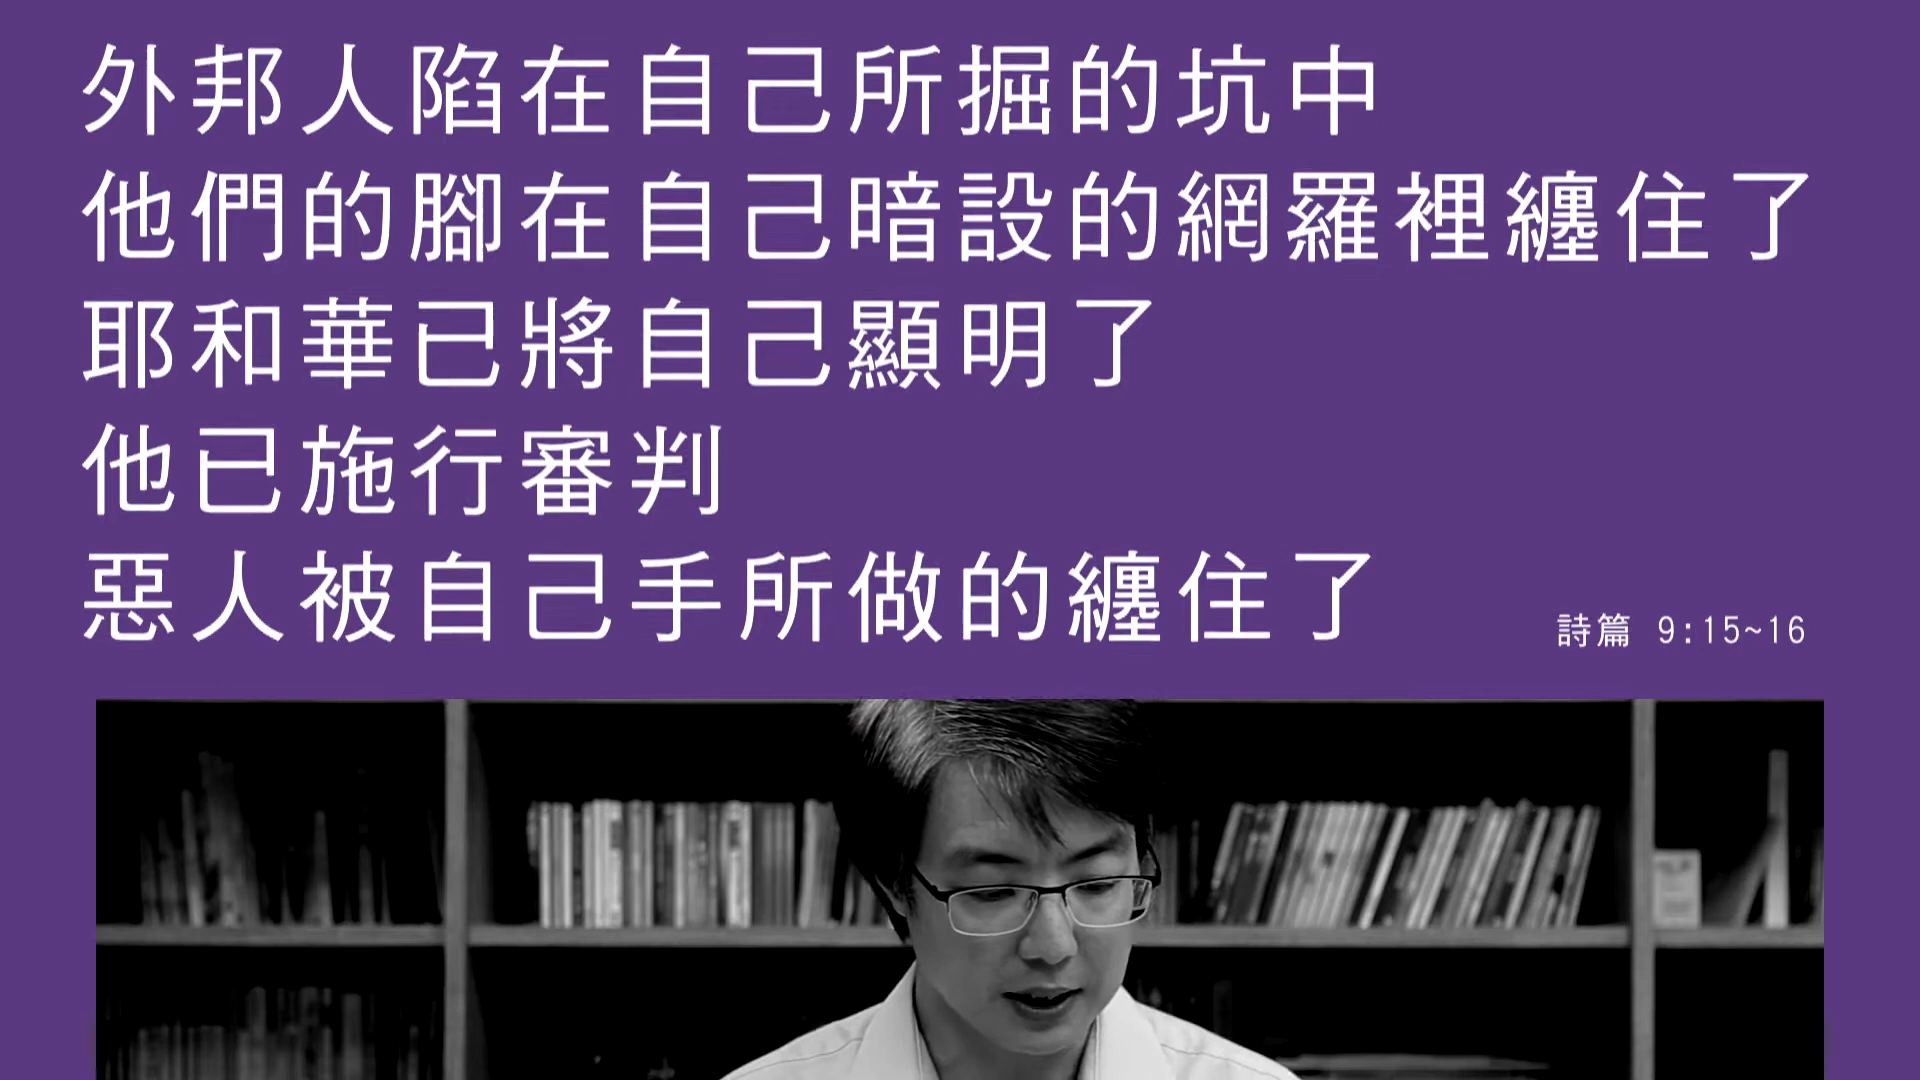 外邦人陷在自己所掘的坑中
他們的腳在自己暗設的網羅裡纏住了
耶和華已將自己顯明了
他已施行審判
惡人被自己手所做的纏住了
詩篇 9:15~16